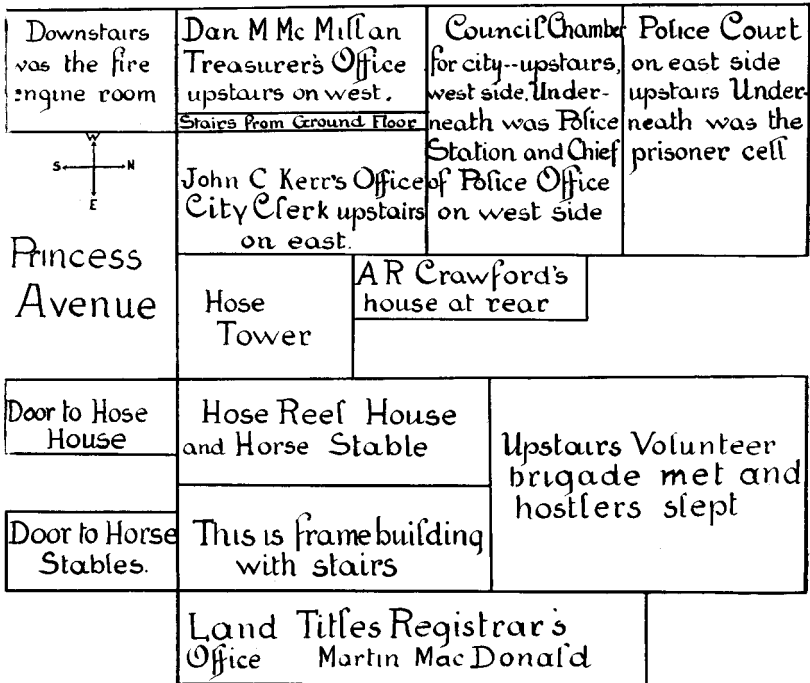 Downstairs
was the fire
engine room
Dan M Mc Millan
Treasurer's Office
upstairs on west.
Stairs From Ground Floor
Council Chamber
for city--upstairs,
west side. Under-
neath was Police
Station and Chief
of Police Office
on west side
Police Court
on east side
upstairs Under-
neath was the
prisoner cell
W
S N
E
John C Kerr's Office
City Clerk upstairs
on east.
Princess
Avenue
Hose
Tower
A R Crawford's
house at rear
Door to Hose
House
Hose Reel House
and Horse Stable
Upstairs Volunteer
brigade met and
hostlers slept
Door to Horse
Stables.
This is frame building
with stairs
Land Titles Registrar's
Office Martin Mac Donald